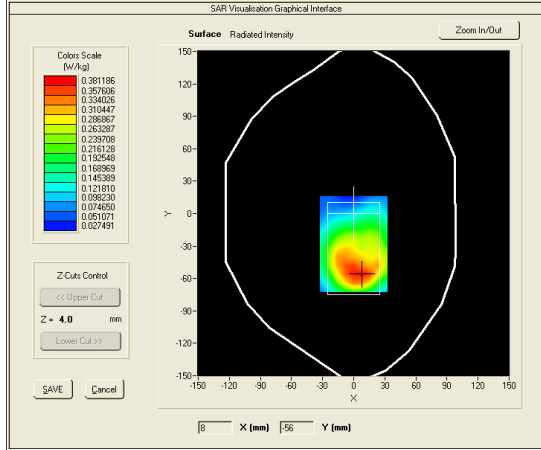 SAR Visualisation Graphical Interface
Surface Radiated Intensity
Zoom In/Out
Colors Scale
(W/kg)
0.381186
0.357606
0.334026
0.310447
0.286867
0.263287
0.239708
0.216128
0.192548
0.168969
0.145389
0.121810
0.098230
0.074650
0.051071
0.027491
150
120
90
60
30
0
-30
-60
-90
-120
-150
Y
-150 -120 -90 -60 -30 0 30 60 90 120 150
X
Z-Cuts Control
<< Upper Cut
Z = 4.0 mm
Lower Cut >>
SAVE Cancel
8 X (mm) -56 Y (mm)